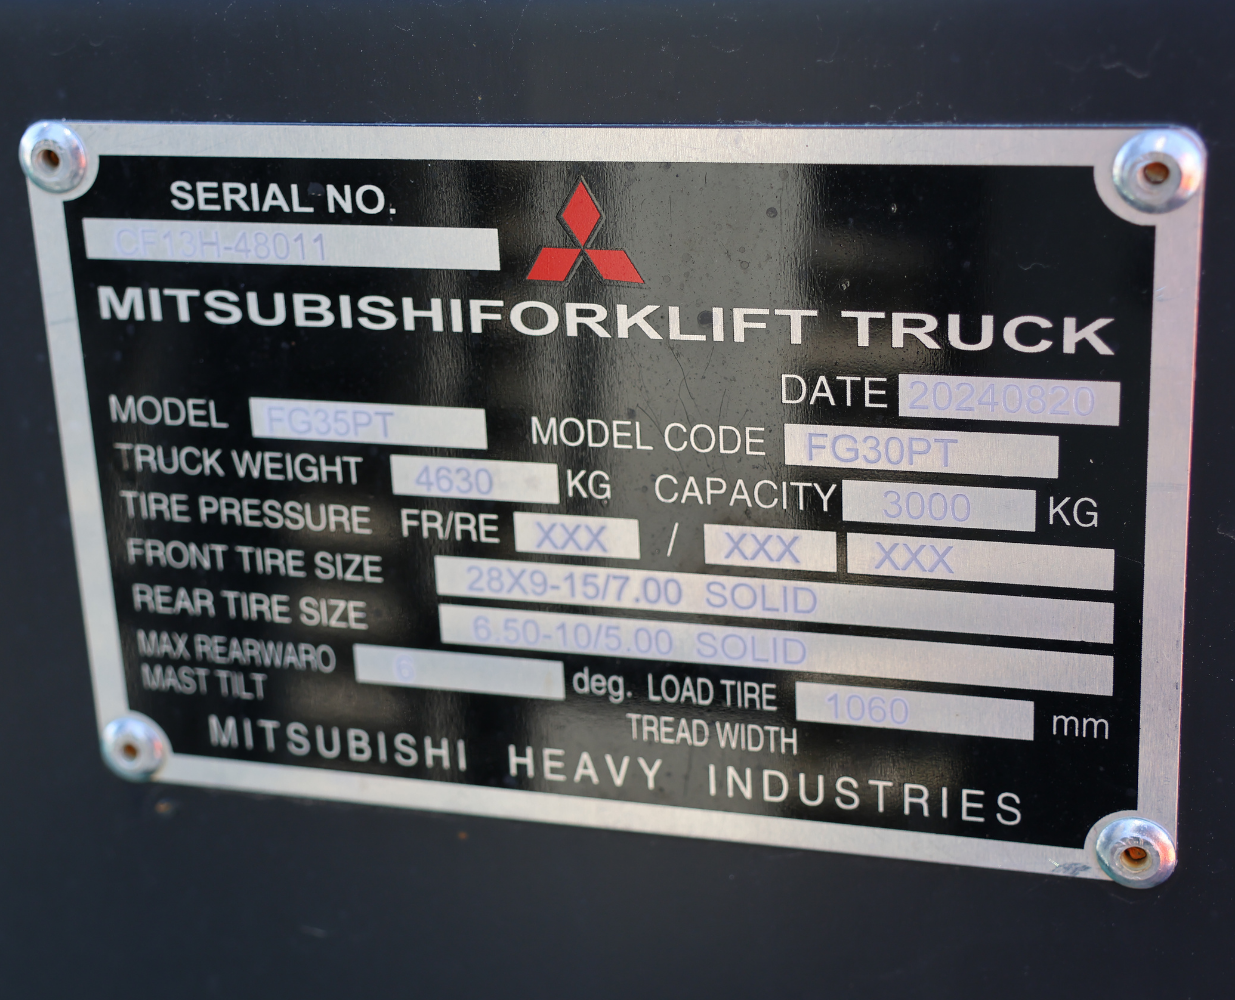 SERIAL NO.
CF13H-48011
MITSUBISHIFORKLIFT TRUCK
DATE 20240820
MODEL FG35PT MODEL CODE FG30PT
TRUCK WEIGHT 4630 KG CAPACITY 3000 KG
TIRE PRESSURE FR/RE XXX / XXX XXX
FRONT TIRE SIZE 28X9-15/7.00 SOLID
REAR TIRE SIZE 6.50-10/5.00 SOLID
MAX REARWARO 6 deg. LOAD TIRE 1060 mm
MAST TILT TREAD WIDTH
MITSUBISHI HEAVY INDUSTRIES